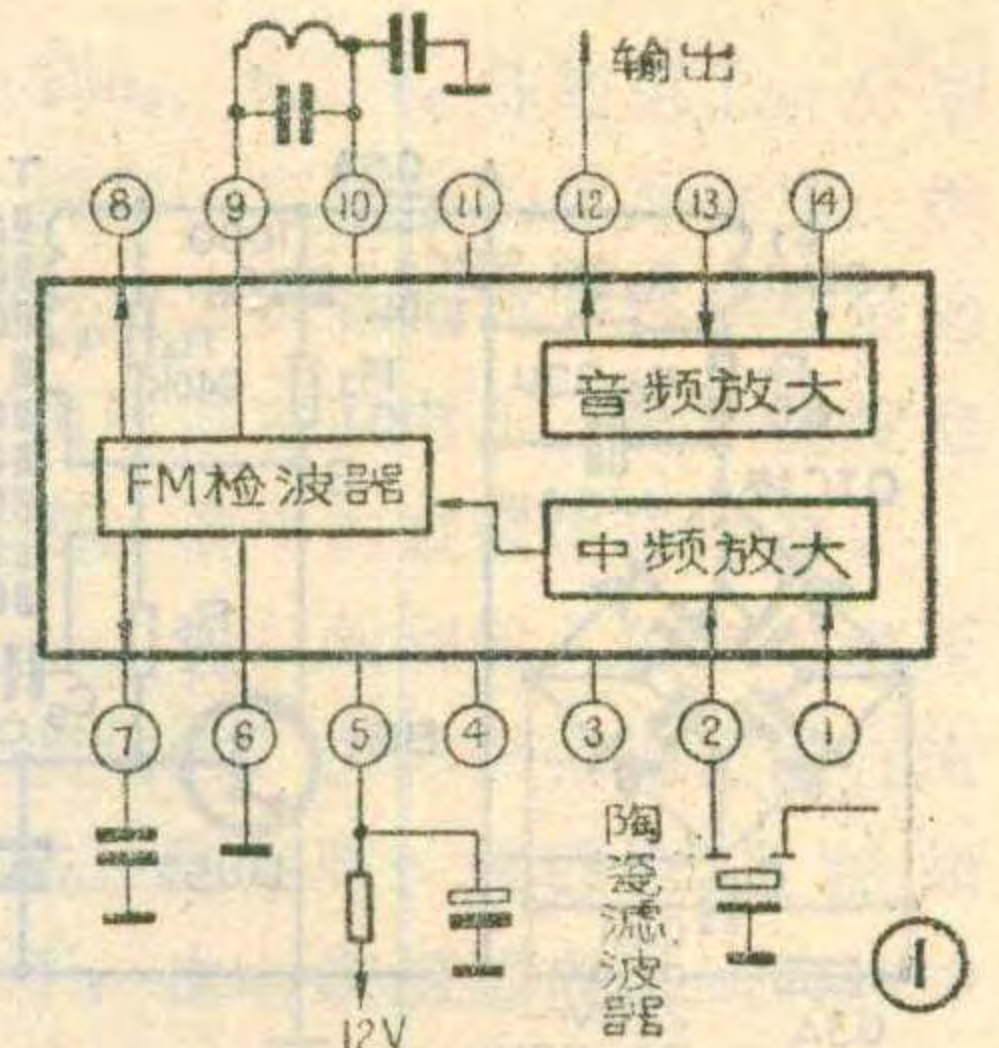 输出
⑧ ⑨ ⑩ ⑪ ⑫ ⑬ ⑭
音频放大
FM检波器
中频放大
⑦ ⑥ ⑤ ④ ③ ② ①
12V
陶瓷滤波器
①